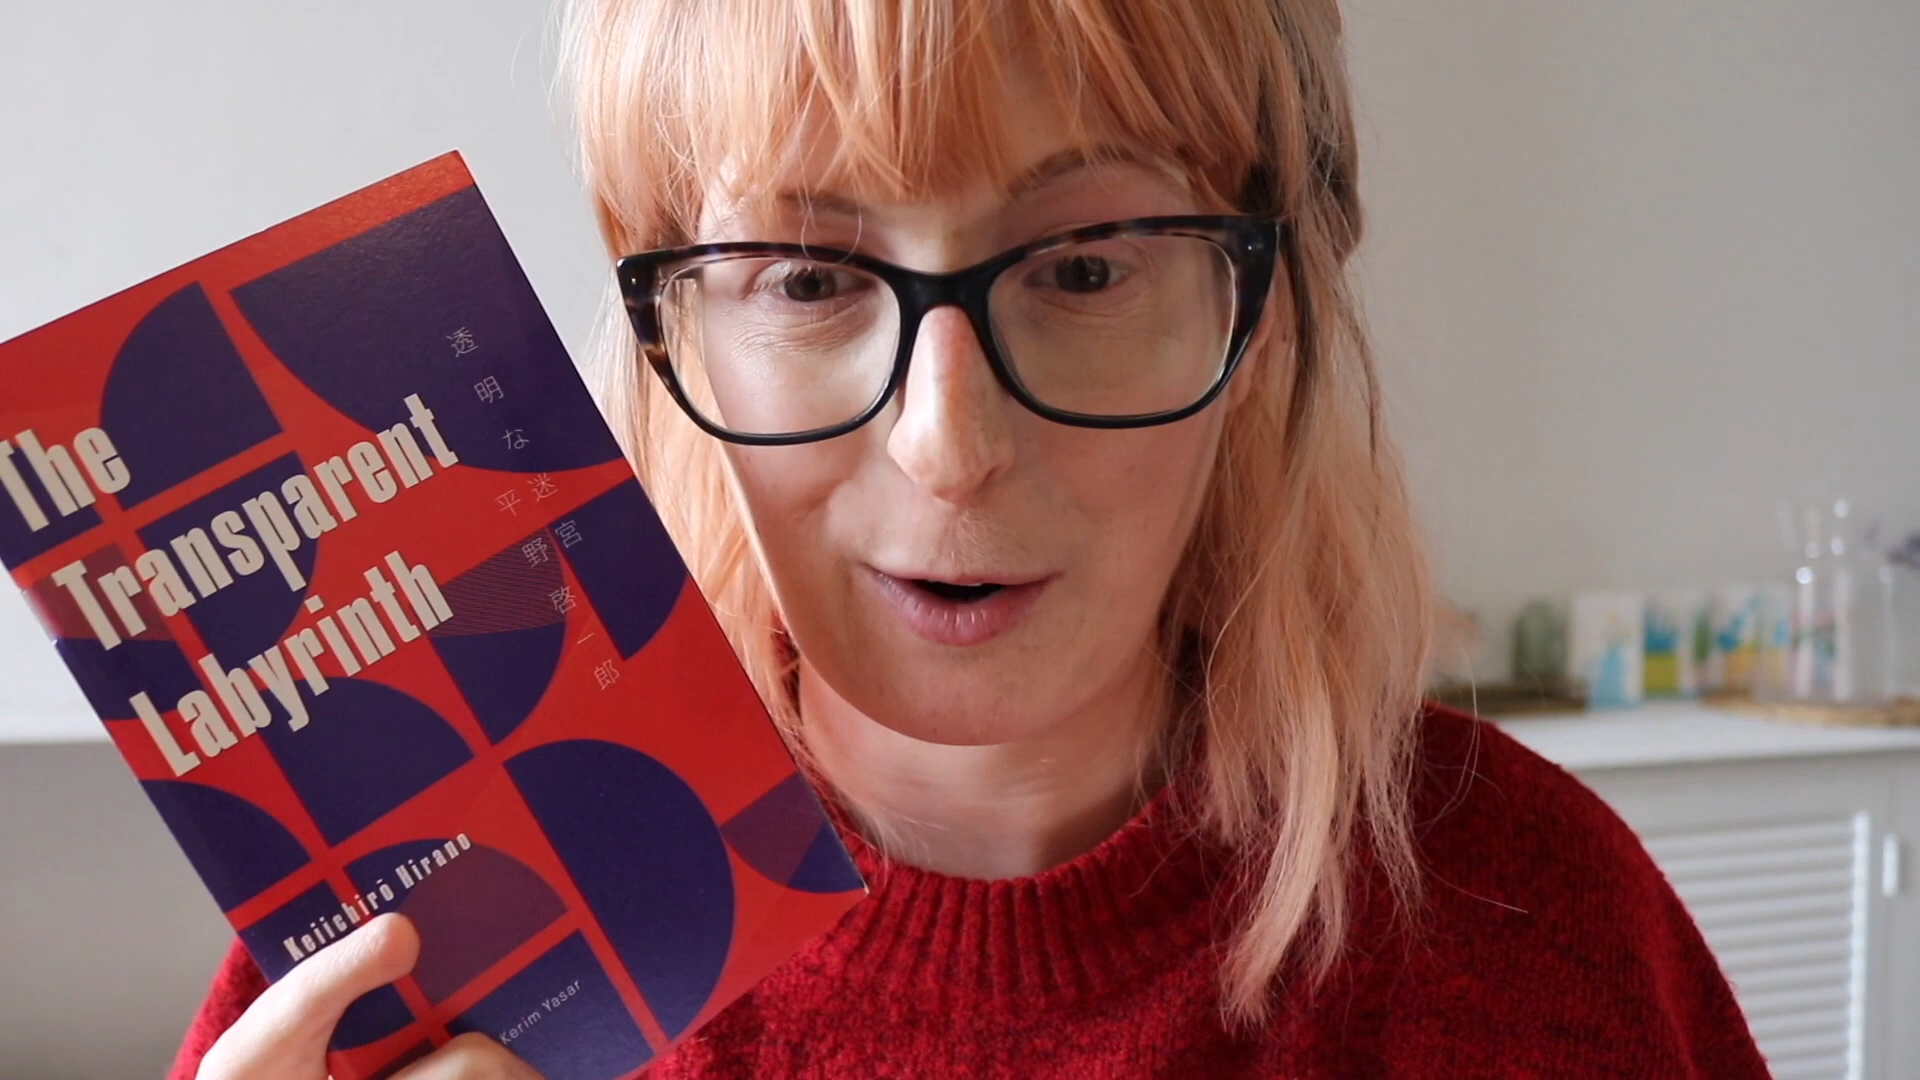 The
Transparent
Labyrinth
透明な迷宮
平野啓一郎
Keiichirō Hirano
Kerim Yasar